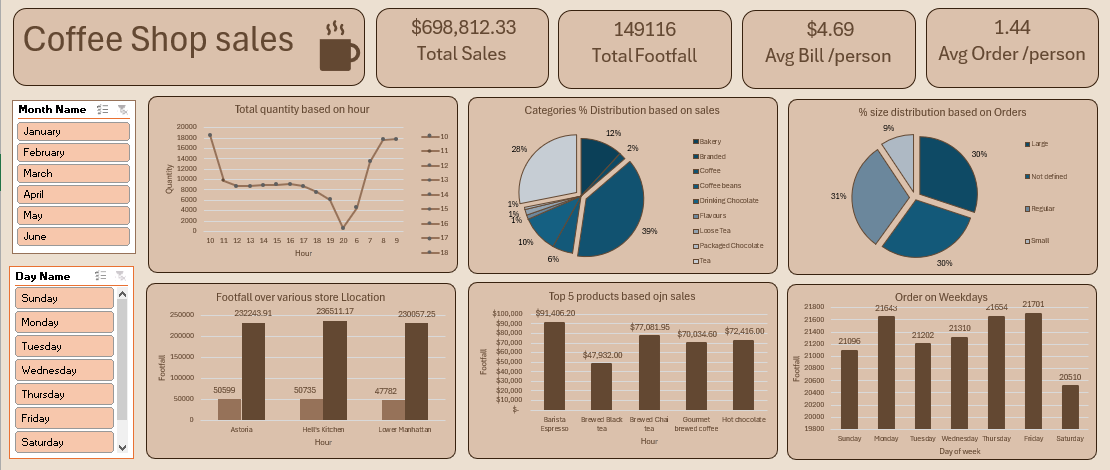 Coffee Shop sales
$698,812.33
Total Sales
149116
Total Footfall
$4.69
Avg Bill /person
1.44
Avg Order /person
Month Name
January
February
March
April
May
June
Day Name
Sunday
Monday
Tuesday
Wednesday
Thursday
Friday
Saturday
Total quantity based on hour
20000
18000
16000
14000
12000
10000
8000
6000
4000
2000
0
Quantity
10 11 12 13 14 15 16 17 18 19 20 6 7 8 9
Hour
10
11
12
13
14
15
16
17
18
Categories % Distribution based on sales
12%
2%
39%
6%
10%
1%
1%
1%
28%
Bakery
Branded
Coffee
Coffee beans
Drinking Chocolate
Flavours
Loose Tea
Packaged Chocolate
Tea
% size distribution based on Orders
9%
30%
31%
30%
Large
Not defined
Regular
Small
Footfall over various store Llocation
250000
200000
150000
100000
50000
0
Footfall
232243.91
236511.17
230057.25
50599
50735
47782
Astoria Hell's Kitchen Lower Manhattan
Hour
Top 5 products based ojn sales
$100,000
$90,000
$80,000
$70,000
$60,000
$50,000
$40,000
$30,000
$20,000
$10,000
$-
Footfall
$91,406.20
$47,932.00
$77,081.95
$70,034.60
$72,416.00
Barista Espresso
Brewed Black tea
Brewed Chai tea
Gourmet brewed coffee
Hot chocolate
Hour
Order on Weekdays
21800
21600
21400
21200
21000
20800
20600
20400
20200
20000
19800
Footfall
21096
21643
21202
21310
21654
21701
20510
Sunday Monday Tuesday Wednesday Thursday Friday Saturday
Day of week